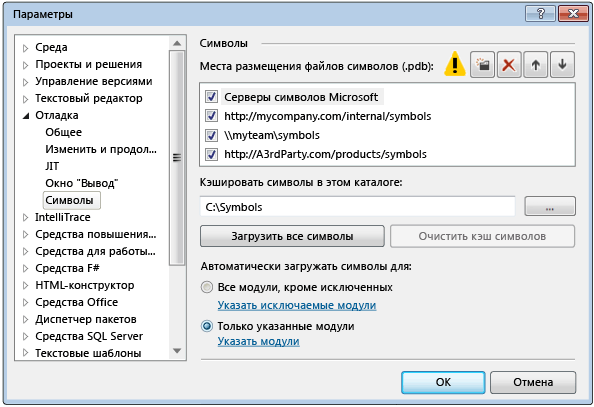 Параметры
?
Среда
Проекты и решения
Управление версиями
Текстовый редактор
Отладка
Общее
Изменить и продол...
JIT
Окно "Вывод"
Символы
IntelliTrace
Средства повышения...
Средства для работы...
Средства F#
HTML-конструктор
Средства Office
Диспетчер пакетов
Средства SQL Server
Текстовые шаблоны
Символы
Места размещения файлов символов (.pdb):
Серверы символов Microsoft
http://mycompany.com/internal/symbols
\\myteam\symbols
http://A3rdParty.com/products/symbols
Кэшировать символы в этом каталоге:
C:\Symbols
...
Загрузить все символы
Очистить кэш символов
Автоматически загружать символы для:
Все модули, кроме исключенных
Указать исключаемые модули
Только указанные модули
Указать модули
ОК
Отмена